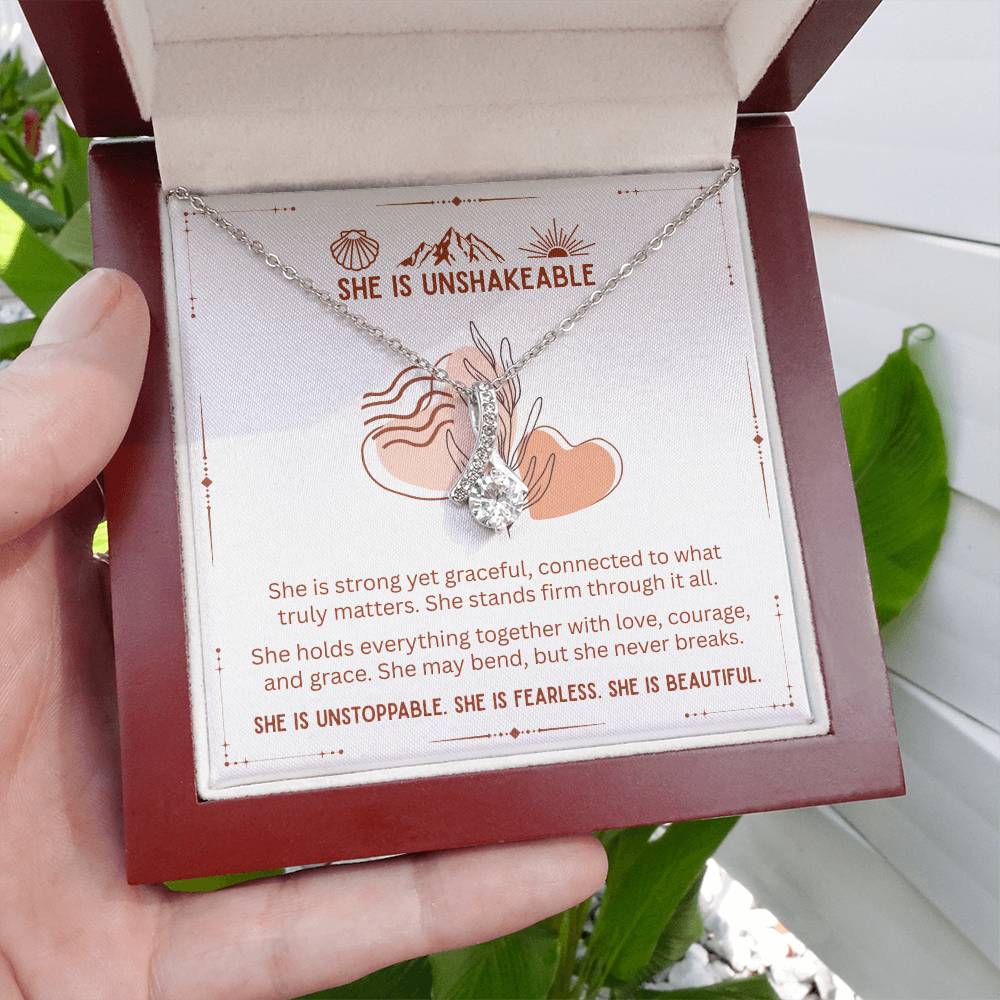 SHE IS UNSHAKEABLE
She is strong yet graceful, connected to what
truly matters. She stands firm through it all.
She holds everything together with love, courage,
and grace. She may bend, but she never breaks.
SHE IS UNSTOPPABLE. SHE IS FEARLESS. SHE IS BEAUTIFUL.